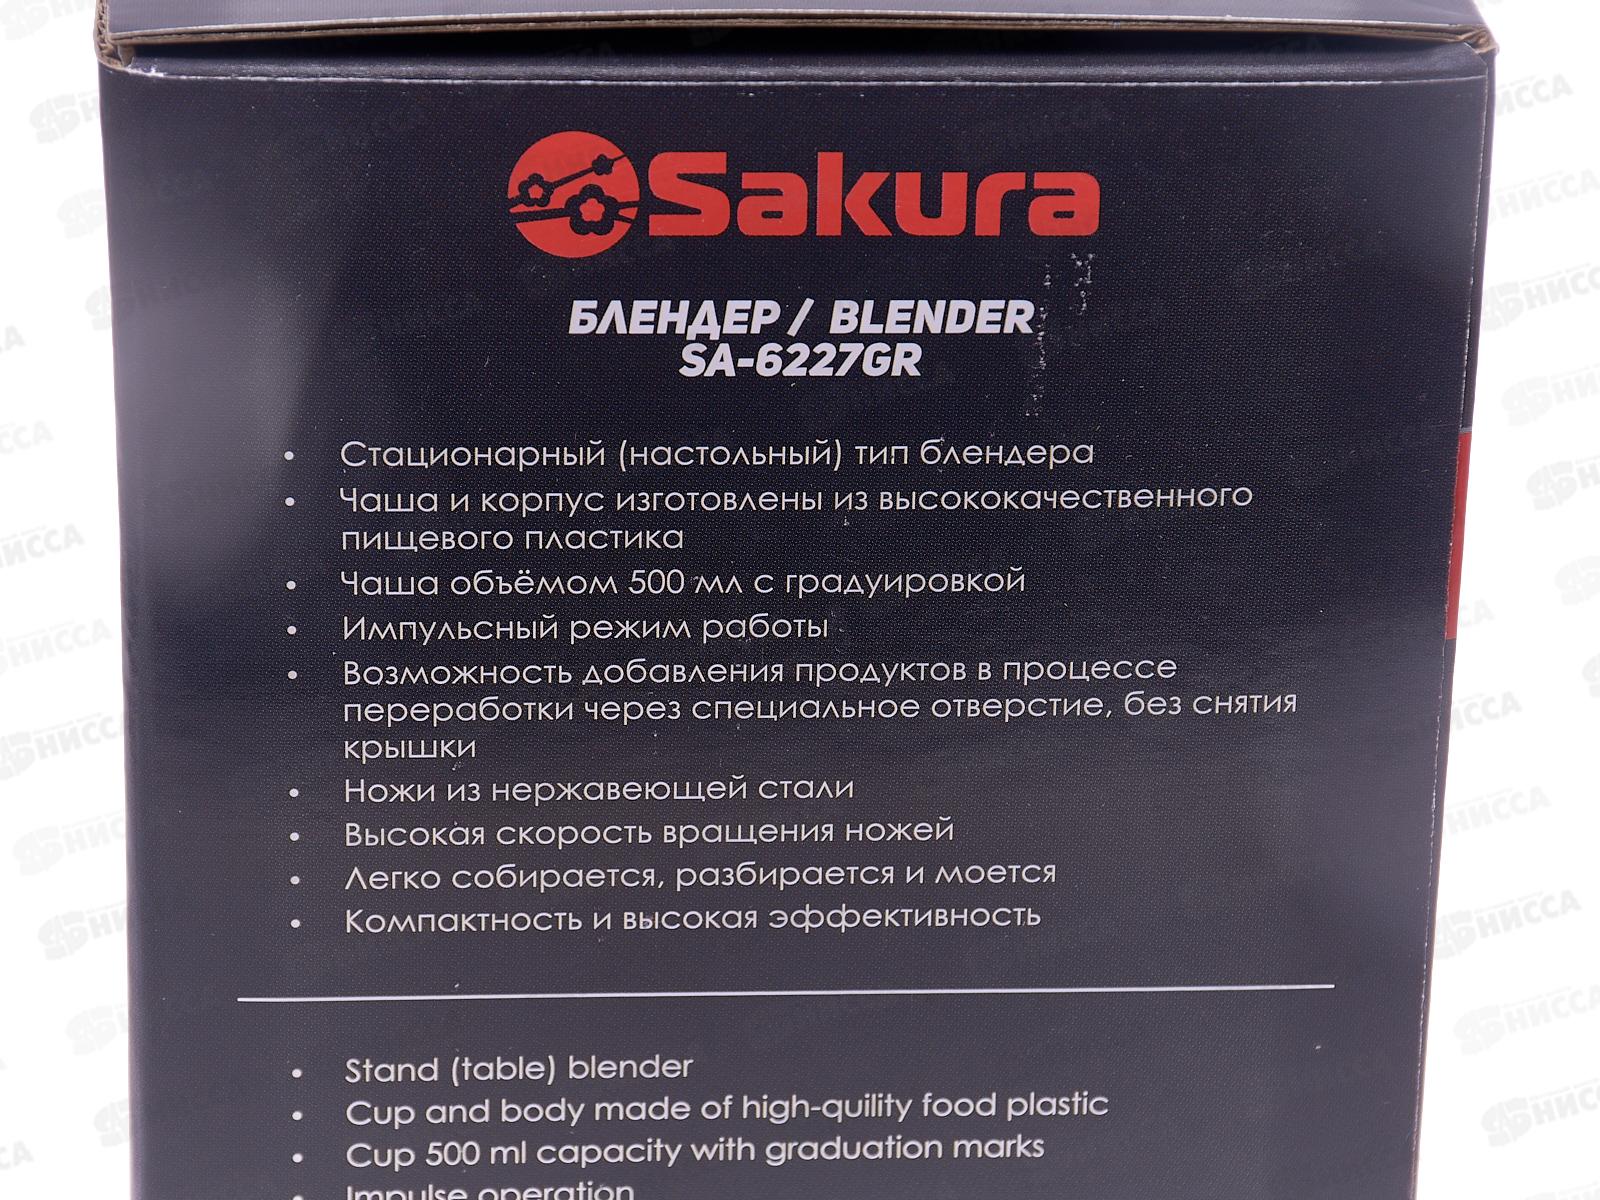 Sakura
БЛЕНДЕР / BLENDER
SA-6227GR
• Стационарный (настольный) тип блендера
• Чаша и корпус изготовлены из высококачественного
пищевого пластика
• Чаша объёмом 500 мл с градуировкой
• Импульсный режим работы
• Возможность добавления продуктов в процессе
переработки через специальное отверстие, без снятия
крышки
• Ножи из нержавеющей стали
• Высокая скорость вращения ножей
• Легко собирается, разбирается и моется
• Компактность и высокая эффективность
• Stand (table) blender
• Cup and body made of high-quility food plastic
• Cup 500 ml capacity with graduation marks
• Impulse operation